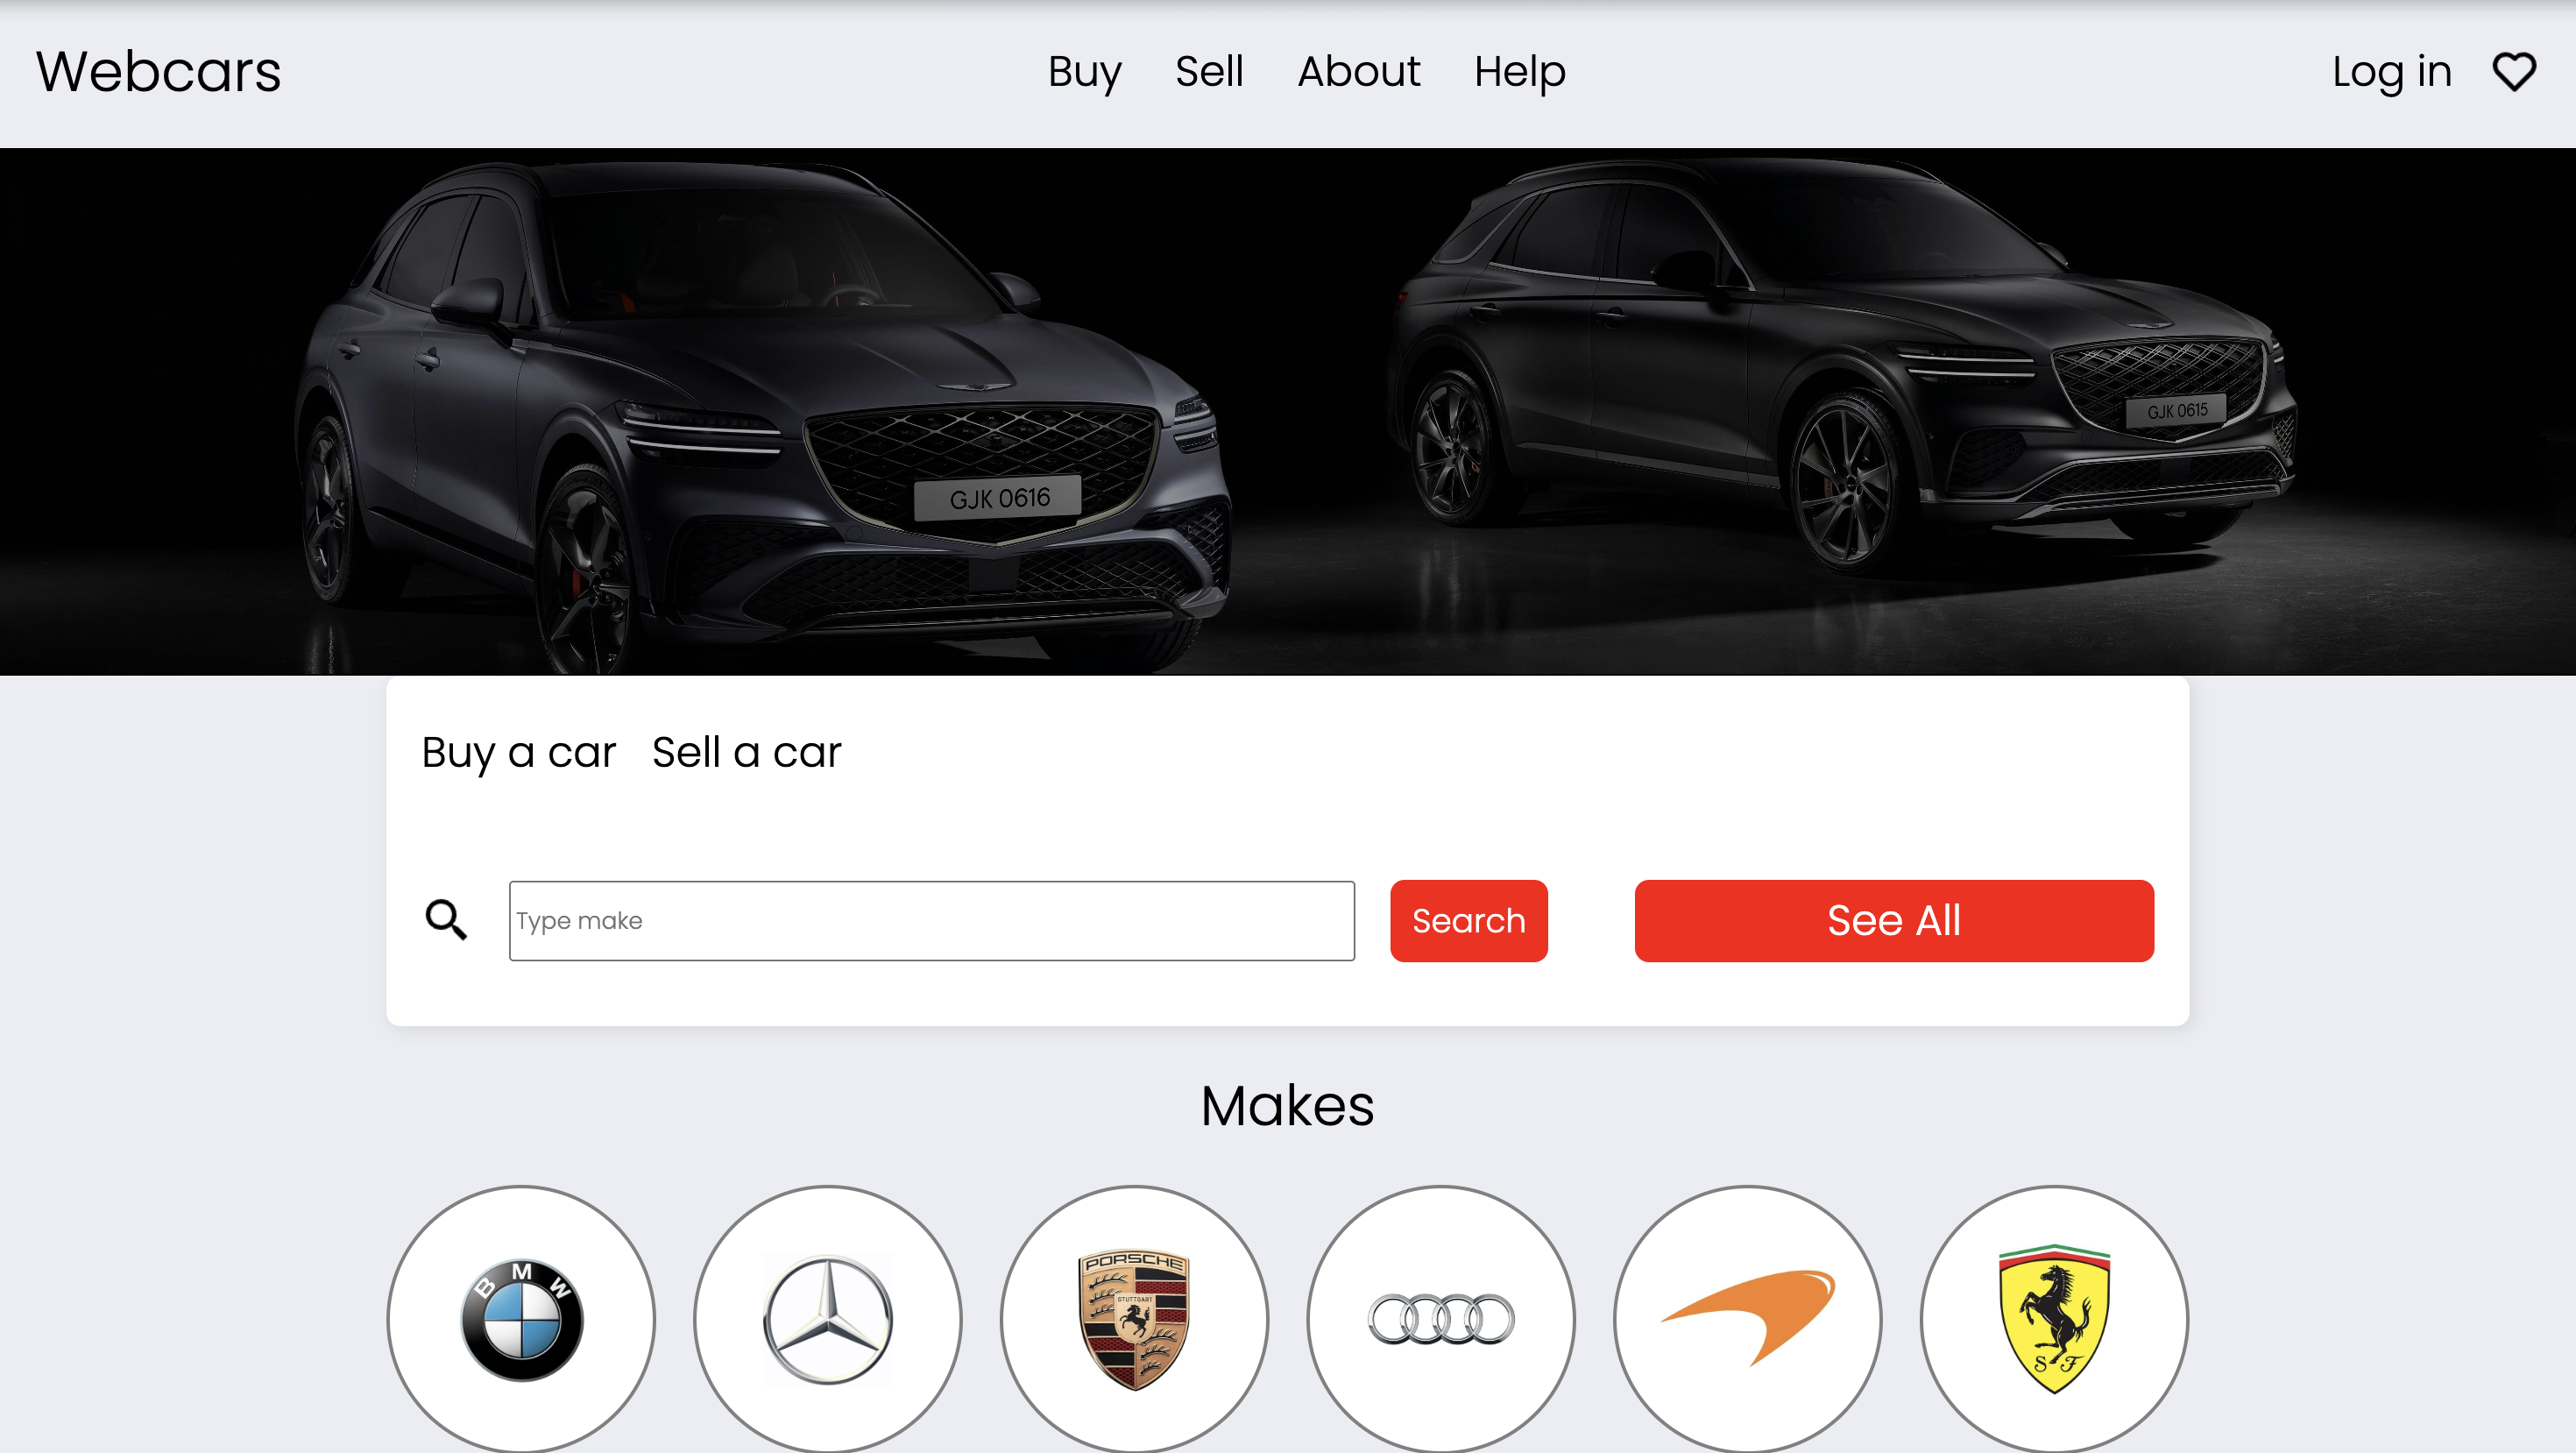 Webcars
Buy Sell About Help
Log in
GJK 0616
GJK 0615
Buy a car Sell a car
Type make
Search
See All
Makes
BMW
PORSCHE
STUTTGART
S F